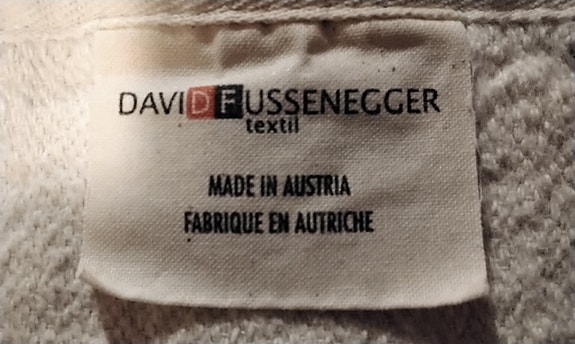 DAVIDFUSSENEGGER
textil
MADE IN AUSTRIA
FABRIQUE EN AUTRICHE